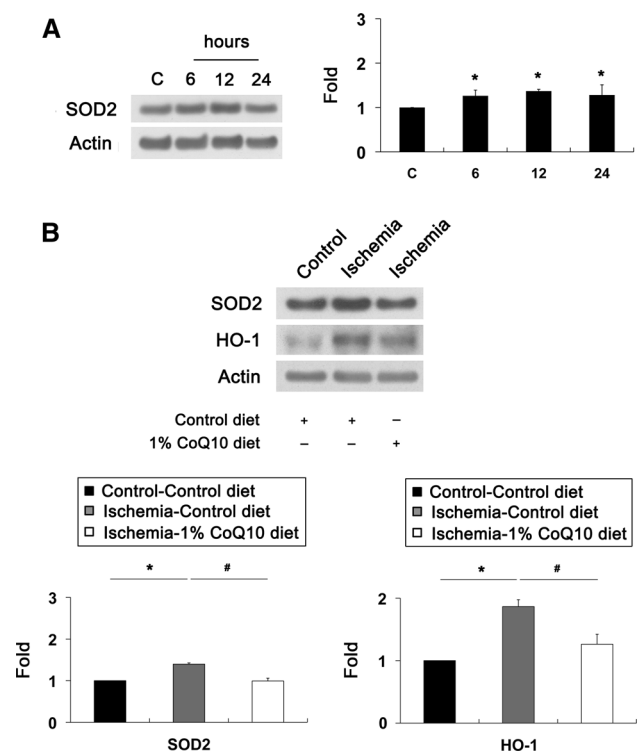 A
hours
C 6 12 24
SOD2
Actin
Fold
3
2
1
0
* * *
C 6 12 24
B
Control Ischemia Ischemia
SOD2
HO-1
Actin
Control diet + + –
1% CoQ10 diet – – +
Control-Control diet
Ischemia-Control diet
Ischemia-1% CoQ10 diet
* #
Fold
3
2
1
0
SOD2
Control-Control diet
Ischemia-Control diet
Ischemia-1% CoQ10 diet
* #
Fold
2
1
0
HO-1